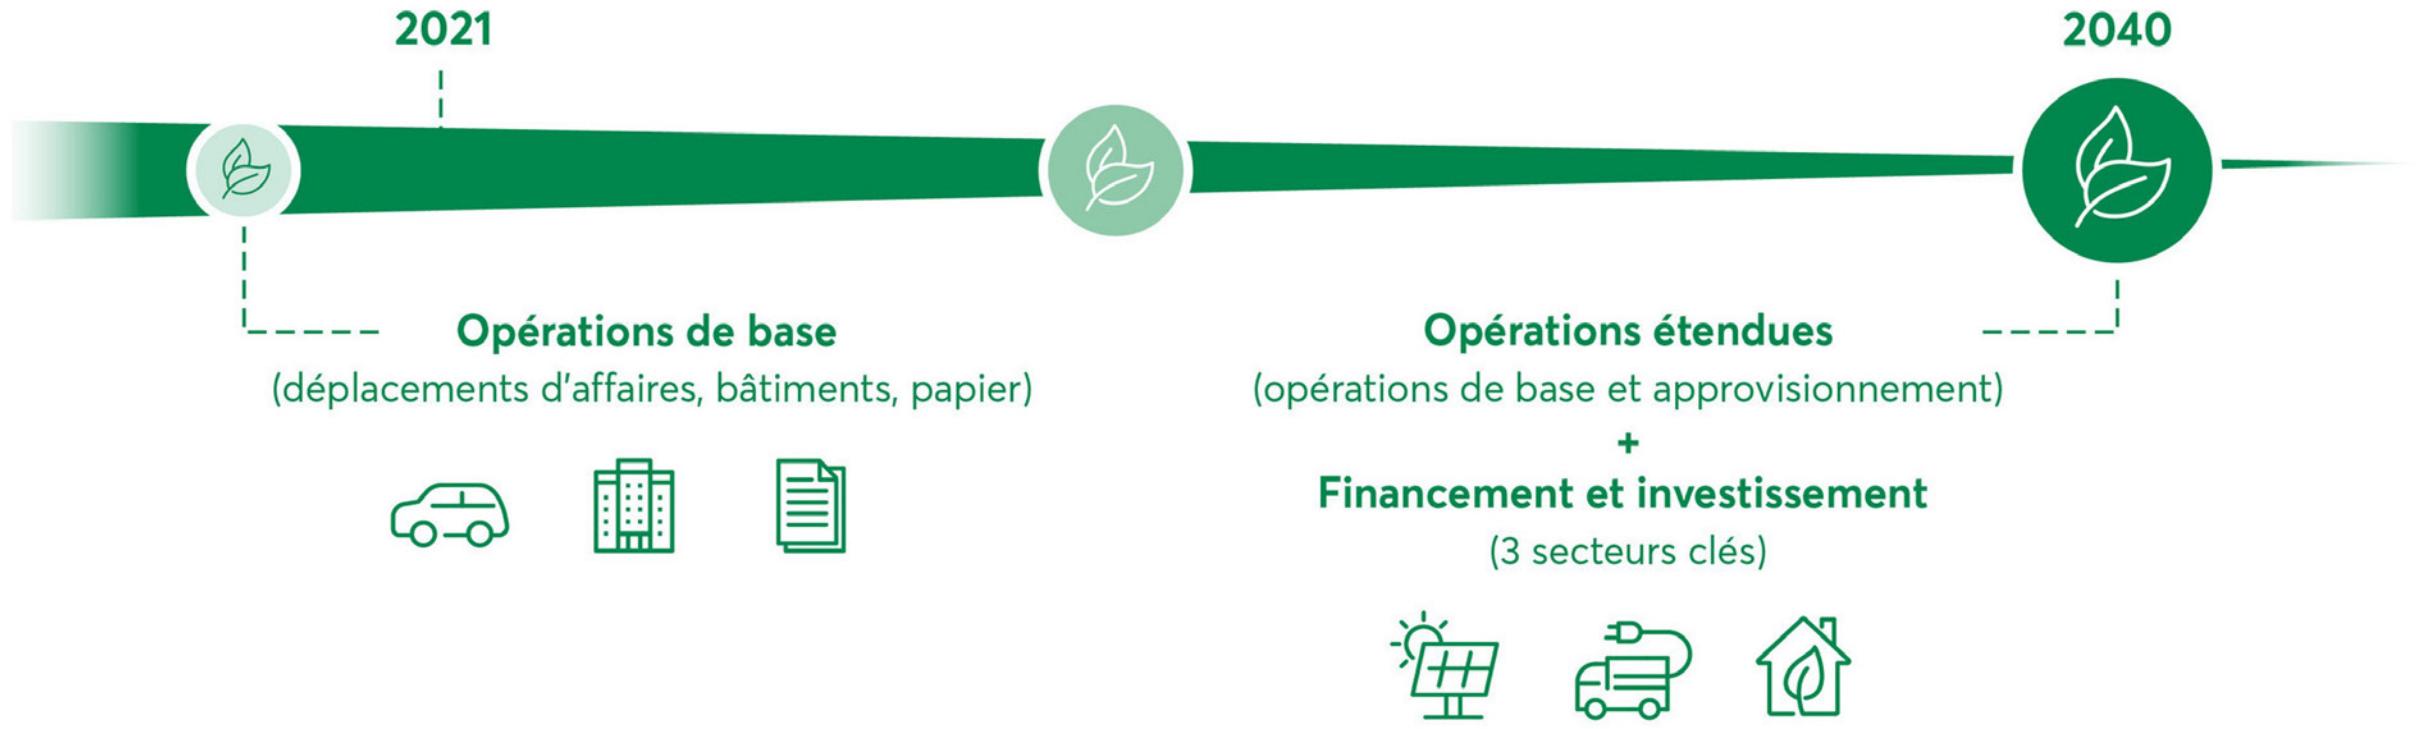 2021
2040
Opérations de base
(déplacements d'affaires, bâtiments, papier)
Opérations étendues
(opérations de base et approvisionnement)
+
Financement et investissement
(3 secteurs clés)